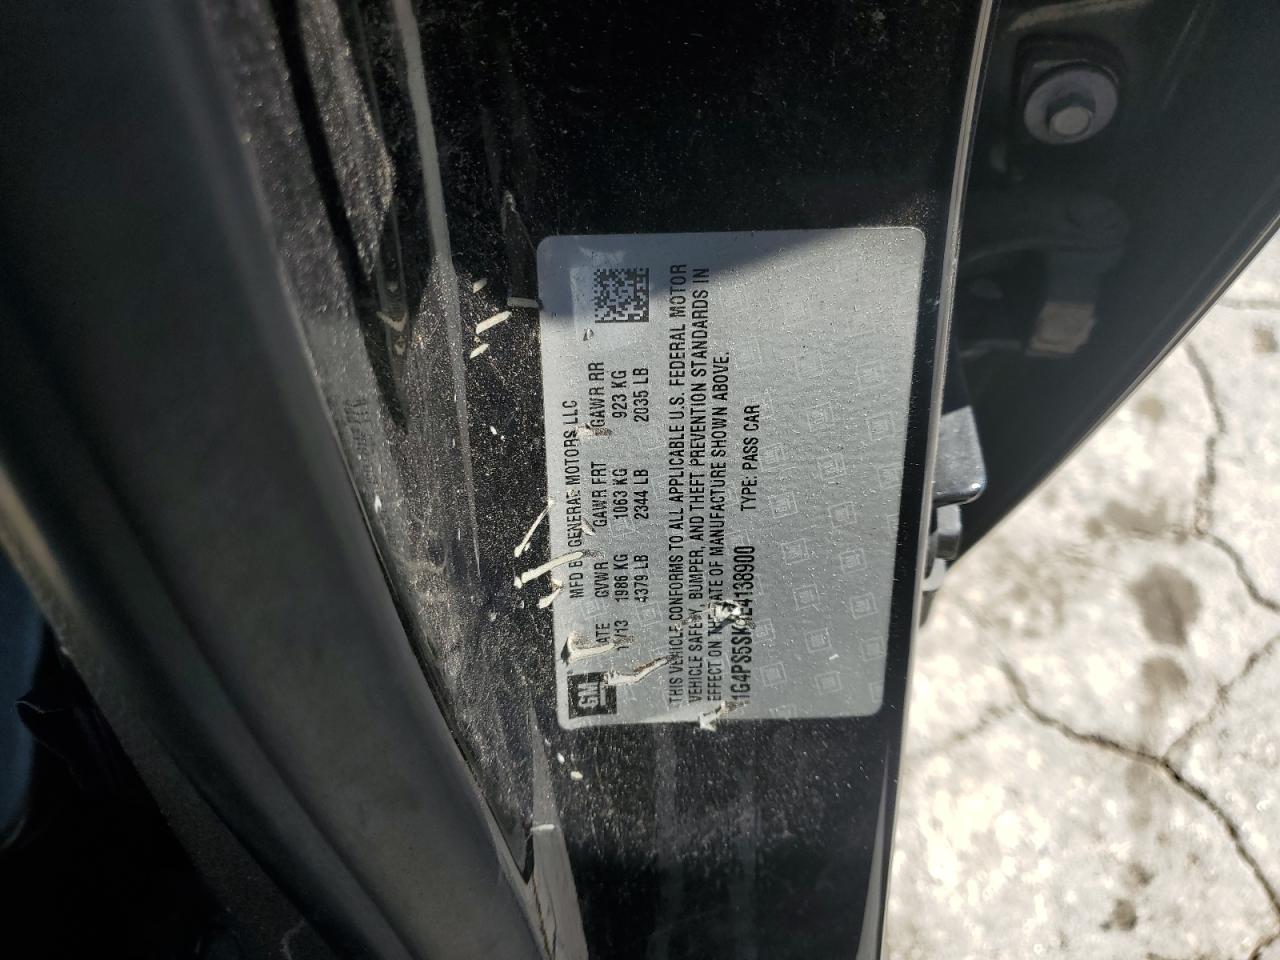 GM
MFD BY GENERAL MOTORS LLC
DATE GVWR GAWR FRT GAWR RR
/13 1986 KG 1063 KG 923 KG
4379 LB 2344 LB 2035 LB
THIS VEHICLE CONFORMS TO ALL APPLICABLE U.S. FEDERAL MOTOR
VEHICLE SAFETY, BUMPER, AND THEFT PREVENTION STANDARDS IN
EFFECT ON THE DATE OF MANUFACTURE SHOWN ABOVE.
TYPE: PASS CAR